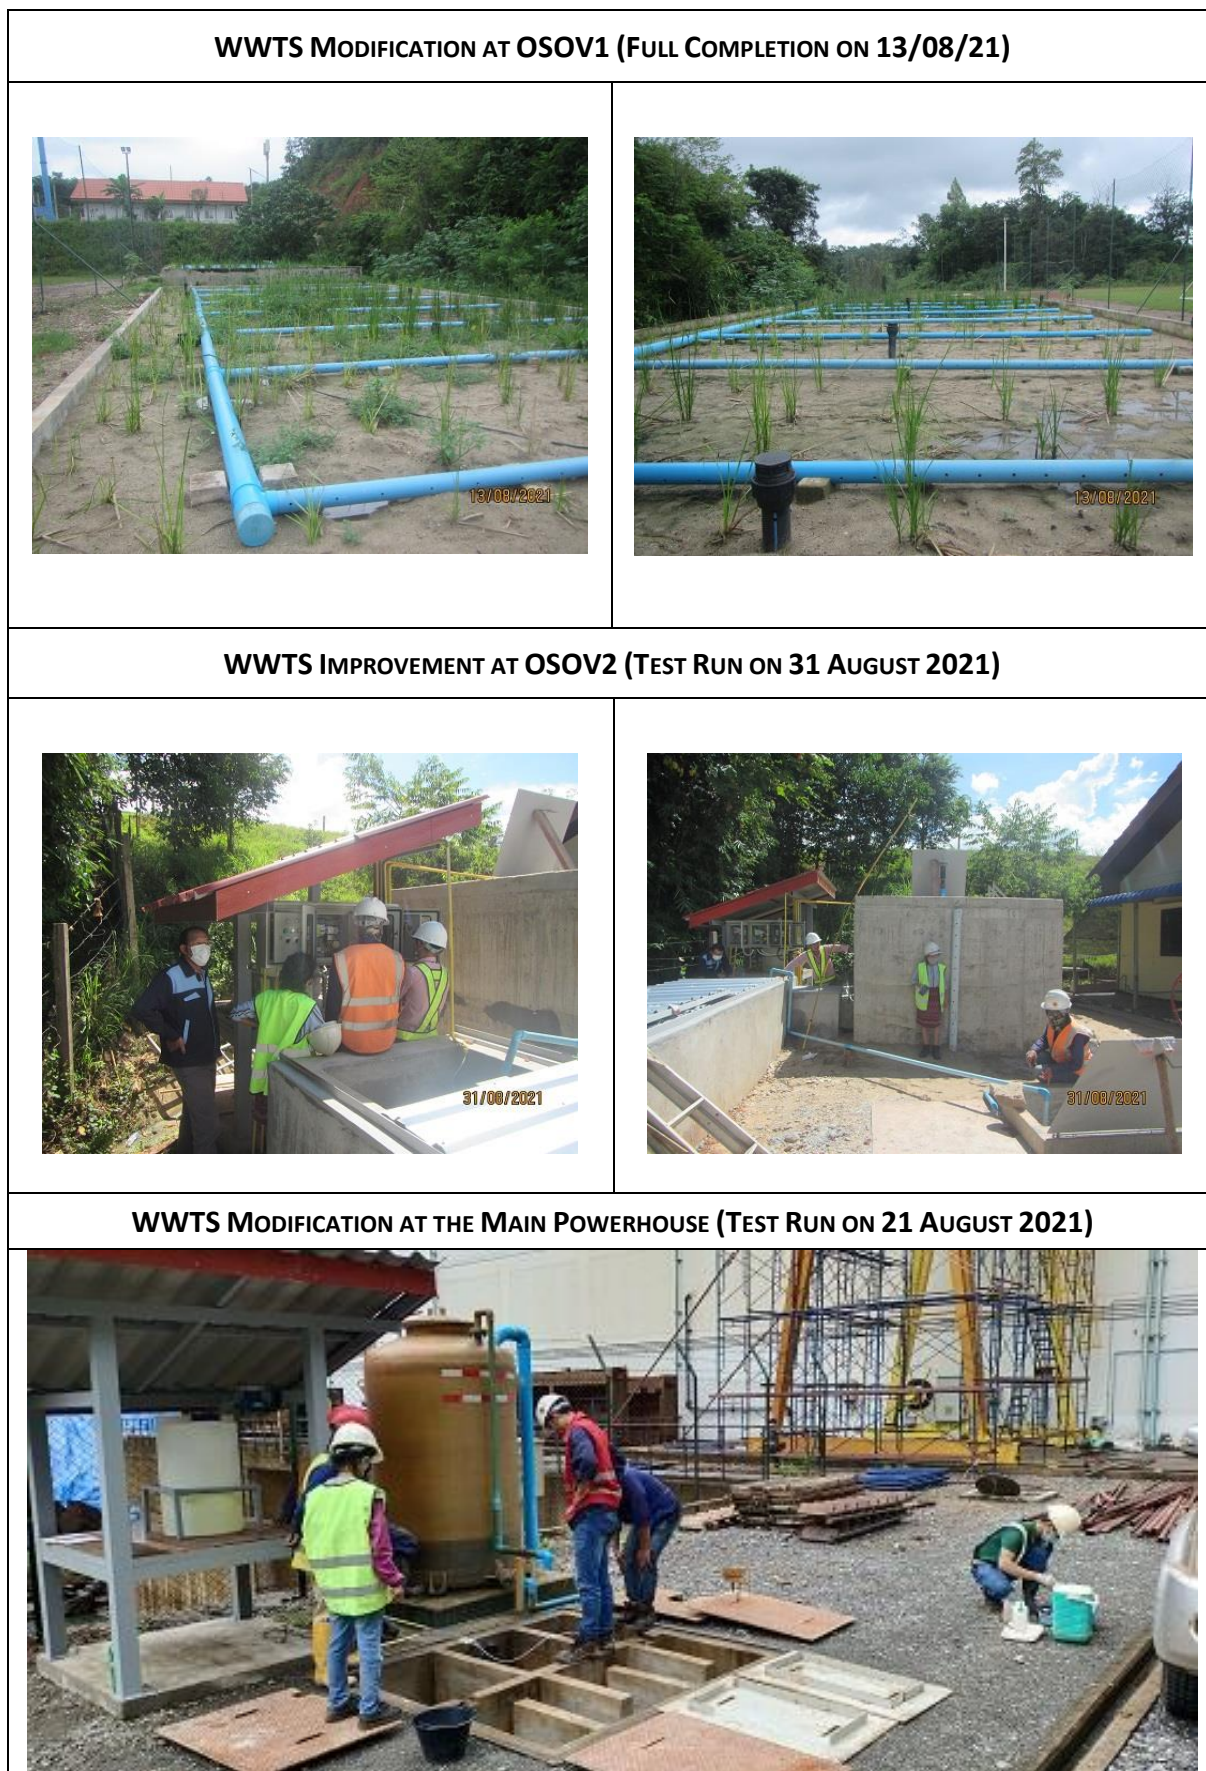 WWTS MODIFICATION AT OSOV1 (FULL COMPLETION ON 13/08/21)
13/08/2021
13/08/2021
WWTS IMPROVEMENT AT OSOV2 (TEST RUN ON 31 AUGUST 2021)
31/08/2021
31/08/2021
WWTS MODIFICATION AT THE MAIN POWERHOUSE (TEST RUN ON 21 AUGUST 2021)